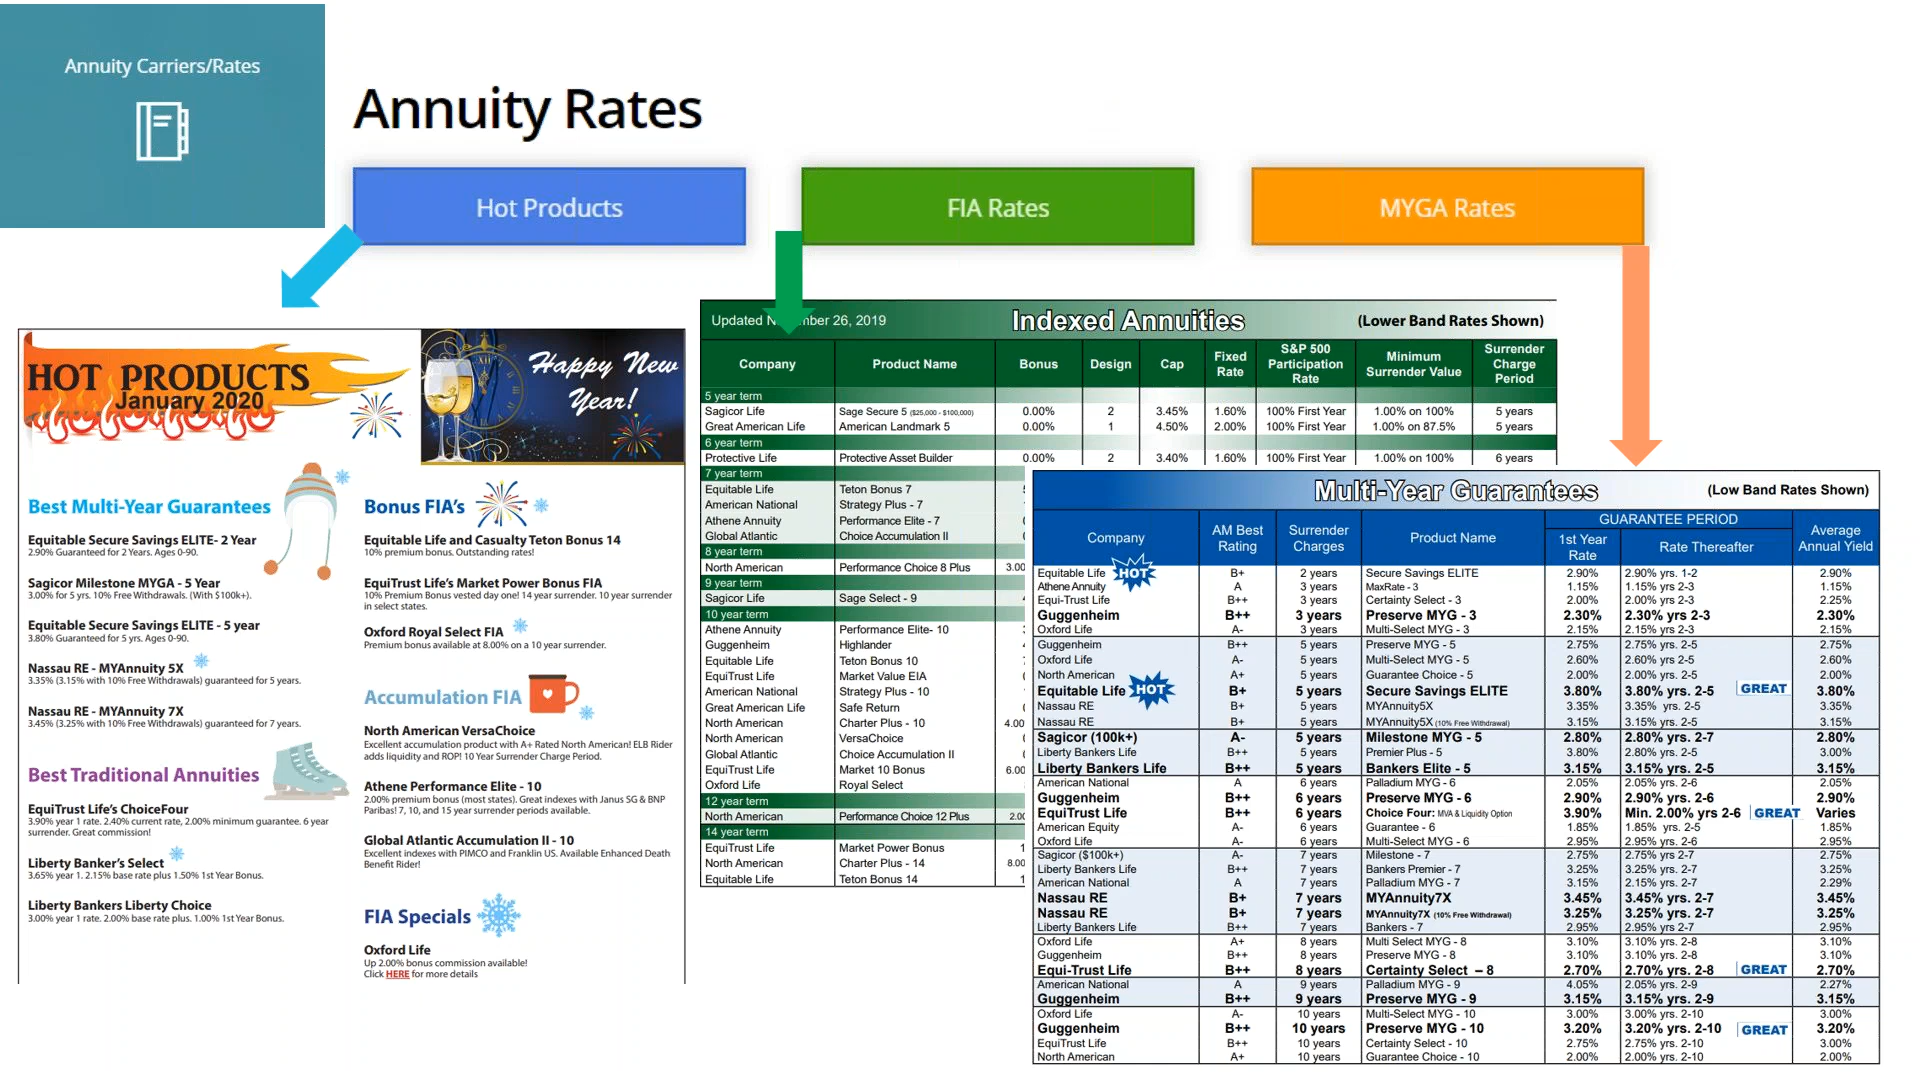 Annuity Carriers/Rates
Annuity Rates
Hot Products
FIA Rates
MYGA Rates
HOT PRODUCTS
January 2020
Happy New
Year!
Best Multi-Year Guarantees
Equitable Secure Savings ELITE- 2 Year
2.90% Guaranteed for 2 Years. Ages 0-90.
Sagicor Milestone MYGA - 5 Year
3.00% for 5 yrs. 10% Free Withdrawals. (With $100k+).
Equitable Secure Savings ELITE - 5 year
3.80% Guaranteed for 5 yrs. Ages 0-90.
Nassau RE - MYAnnuity 5X
3.35% (3.15% with 10% Free Withdrawals) guaranteed for 5 years.
Nassau RE - MYAnnuity 7X
3.45% (3.25% with 10% Free Withdrawals) guaranteed for 7 years.
Best Traditional Annuities
EquiTrust Life's ChoiceFour
3.90% year 1 rate. 2.40% current rate, 2.00% minimum guarantee. 6 year
surrender. Great commission!
Liberty Banker's Select
3.65% year 1. 2.15% base rate plus 1.50% 1st Year Bonus.
Liberty Bankers Liberty Choice
3.00% year 1 rate. 2.00% base rate plus. 1.00% 1st Year Bonus.
Bonus FIA's
Equitable Life and Casualty Teton Bonus 14
10% premium bonus. Outstanding rates!
EquiTrust Life's Market Power Bonus FIA
10% Premium Bonus vested day one! 14 year surrender. 10 year surrender
in select states.
Oxford Royal Select FIA
Premium bonus available at 8.00% on a 10 year surrender.
Accumulation FIA
North American VersaChoice
Excellent accumulation product with A+ Rated North American! ELB Rider
adds liquidity and ROP! 10 Year Surrender Charge Period.
Athene Performance Elite - 10
2.00% premium bonus (most states). Great indexes with Janus SG & BNP
Paribas! 7, 10, and 15 year surrender periods available.
Global Atlantic Accumulation II - 10
Excellent indexes with PIMCO and Franklin US. Available Enhanced Death
Benefit Rider!
FIA Specials
Oxford Life
Up 2.00% bonus commission available!
Click HERE for more details
Updated N mber 26, 2019 Indexed Annuities (Lower Band Rates Shown)
Company Product Name Bonus Design Cap Fixed Rate S&P 500 Participation Rate Minimum Surrender Value Surrender Charge Period
5 year term
Sagicor Life Sage Secure 5 ($25,000 - $100,000) 0.00% 2 3.45% 1.60% 100% First Year 1.00% on 100% 5 years
Great American Life American Landmark 5 0.00% 1 4.50% 2.00% 100% First Year 1.00% on 87.5% 5 years
6 year term
Protective Life Protective Asset Builder 0.00% 2 3.40% 1.60% 100% First Year 1.00% on 100% 6 years
7 year term
Equitable Life Teton Bonus 7
American National Strategy Plus - 7
Athene Annuity Performance Elite - 7
Global Atlantic Choice Accumulation II
8 year term
North American Performance Choice 8 Plus 3.00
9 year term
Sagicor Life Sage Select - 9
10 year term
Athene Annuity Performance Elite- 10
Guggenheim Highlander
Equitable Life Teton Bonus 10
EquiTrust Life Market Value EIA
American National Strategy Plus - 10
Great American Life Safe Return
North American Charter Plus - 10 4.00
North American VersaChoice
Global Atlantic Choice Accumulation II
EquiTrust Life Market 10 Bonus 6.00
Oxford Life Royal Select
12 year term
North American Performance Choice 12 Plus 2.00
14 year term
EquiTrust Life Market Power Bonus 1
North American Charter Plus - 14 8.00
Equitable Life Teton Bonus 14 1
Multi-Year Guarantees (Low Band Rates Shown)
Company AM Best Rating Surrender Charges Product Name GUARANTEE PERIOD 1st Year Rate Rate Thereafter Average Annual Yield
Equitable Life HOT B+ 2 years Secure Savings ELITE 2.90% 2.90% yrs. 1-2 2.90%
Athene Annuity A 3 years MaxRate - 3 1.15% 1.15% yrs 2-3 1.15%
Equi-Trust Life B++ 3 years Certainty Select - 3 2.00% 2.00% yrs 2-3 2.25%
Guggenheim B++ 3 years Preserve MYG - 3 2.30% 2.30% yrs 2-3 2.30%
Oxford Life A- 3 years Multi-Select MYG - 3 2.15% 2.15% yrs 2-3 2.15%
Guggenheim B++ 5 years Preserve MYG - 5 2.75% 2.75% yrs. 2-5 2.75%
Oxford Life A- 5 years Multi-Select MYG - 5 2.60% 2.60% yrs 2-5 2.60%
North American A+ 5 years Guarantee Choice - 5 2.00% 2.00% yrs. 2-5 2.00%
Equitable Life HOT B+ 5 years Secure Savings ELITE 3.80% 3.80% yrs. 2-5 GREAT 3.80%
Nassau RE B+ 5 years MYAnnuity5X 3.35% 3.35% yrs. 2-5 3.35%
Nassau RE B+ 5 years MYAnnuity5X (10% Free Withdrawal) 3.15% 3.15% yrs. 2-5 3.15%
Sagicor (100k+) A- 5 years Milestone MYG - 5 2.80% 2.80% yrs. 2-7 2.80%
Liberty Bankers Life B++ 5 years Premier Plus - 5 3.80% 2.80% yrs. 2-5 3.00%
Liberty Bankers Life B++ 5 years Bankers Elite - 5 3.15% 3.15% yrs. 2-5 3.15%
American National A 6 years Palladium MYG - 6 2.05% 2.05% yrs. 2-6 2.05%
Guggenheim B++ 6 years Preserve MYG - 6 2.90% 2.90% yrs. 2-6 2.90%
EquiTrust Life B++ 6 years Choice Four: MVA & Liquidity Option 3.90% Min. 2.00% yrs 2-6 GREAT Varies
American Equity A- 6 years Guarantee - 6 1.85% 1.85% yrs. 2-5 1.85%
Oxford Life A- 6 years Multi-Select MYG - 6 2.95% 2.95% yrs. 2-6 2.95%
Sagicor ($100k+) A- 7 years Milestone - 7 2.75% 2.75% yrs 2-7 2.75%
Liberty Bankers Life B++ 7 years Bankers Premier - 7 3.25% 3.25% yrs. 2-7 3.25%
American National A 7 years Palladium MYG - 7 3.15% 2.15% yrs. 2-7 2.29%
Nassau RE B+ 7 years MYAnnuity7X 3.45% 3.45% yrs. 2-7 3.45%
Nassau RE B+ 7 years MYAnnuity7X (10% Free Withdrawal) 3.25% 3.25% yrs. 2-7 3.25%
Liberty Bankers Life B++ 7 years Bankers - 7 2.95% 2.95% yrs 2-7 2.95%
Oxford Life A+ 8 years Multi Select MYG - 8 3.10% 3.10% yrs. 2-8 3.10%
Guggenheim B++ 8 years Preserve MYG - 8 3.10% 3.10% yrs. 2-8 3.10%
Equi-Trust Life B++ 8 years Certainty Select – 8 2.70% 2.70% yrs. 2-8 GREAT 2.70%
American National A 9 years Palladium MYG - 9 4.05% 2.05% yrs. 2-9 2.27%
Guggenheim B++ 9 years Preserve MYG - 9 3.15% 3.15% yrs. 2-9 3.15%
Oxford Life A- 10 years Multi-Select MYG - 10 3.00% 3.00% yrs. 2-10 3.00%
Guggenheim B++ 10 years Preserve MYG - 10 3.20% 3.20% yrs. 2-10 GREAT 3.20%
EquiTrust Life B++ 10 years Certainty Select - 10 2.75% 2.75% yrs. 2-10 3.00%
North American A+ 10 years Guarantee Choice - 10 2.00% 2.00% yrs. 2-10 2.00%